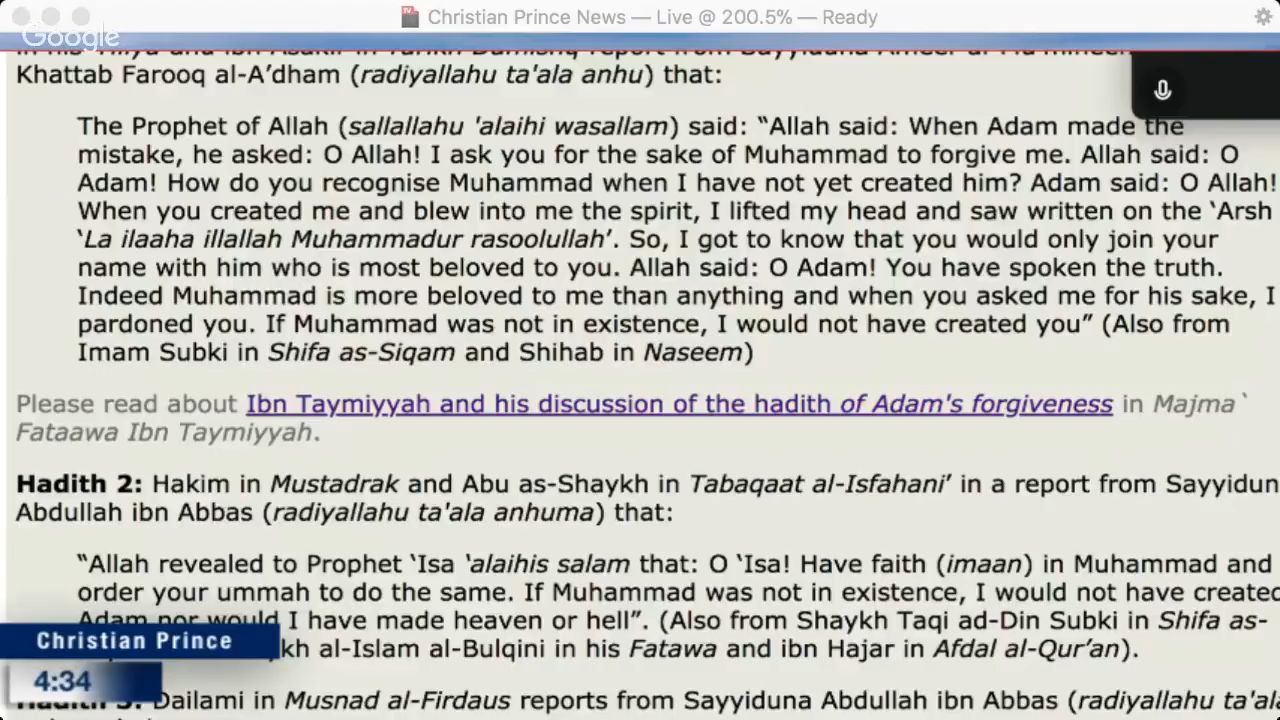 Christian Prince News — Live @ 200.5% — Ready
Google
Khattab Farooq al-A’dham (radiyallahu ta'ala anhu) that:
The Prophet of Allah (sallallahu 'alaihi wasallam) said: “Allah said: When Adam made the
mistake, he asked: O Allah! I ask you for the sake of Muhammad to forgive me. Allah said: O
Adam! How do you recognise Muhammad when I have not yet created him? Adam said: O Allah!
When you created me and blew into me the spirit, I lifted my head and saw written on the ‘Arsh
‘La ilaaha illallah Muhammadur rasoolullah’. So, I got to know that you would only join your
name with him who is most beloved to you. Allah said: O Adam! You have spoken the truth.
Indeed Muhammad is more beloved to me than anything and when you asked me for his sake, I
pardoned you. If Muhammad was not in existence, I would not have created you” (Also from
Imam Subki in Shifa as-Siqam and Shihab in Naseem)
Please read about Ibn Taymiyyah and his discussion of the hadith of Adam's forgiveness in Majma`
Fataawa Ibn Taymiyyah.
Hadith 2: Hakim in Mustadrak and Abu as-Shaykh in Tabaqaat al-Isfahani’ in a report from Sayyidun
Abdullah ibn Abbas (radiyallahu ta'ala anhuma) that:
“Allah revealed to Prophet ‘Isa ‘alaihis salam that: O ‘Isa! Have faith (imaan) in Muhammad and
order your ummah to do the same. If Muhammad was not in existence, I would not have created
Adam nor would I have made heaven or hell”. (Also from Shaykh Taqi ad-Din Subki in Shifa as-
Christian Prince
kh al-Islam al-Bulqini in his Fatawa and ibn Hajar in Afdal al-Qur’an).
4:34
Dailami in Musnad al-Firdaus reports from Sayyiduna Abdullah ibn Abbas (radiyallahu ta'al